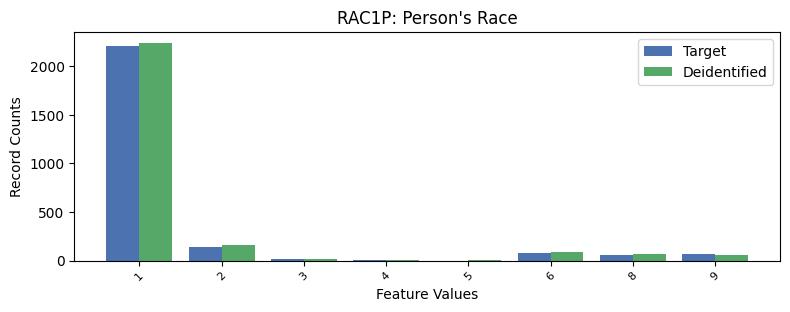 RAC1P: Person's Race
Target
Deidentified
Record Counts
2000
1500
1000
500
0
1 2 3 4 5 6 8 9
Feature Values